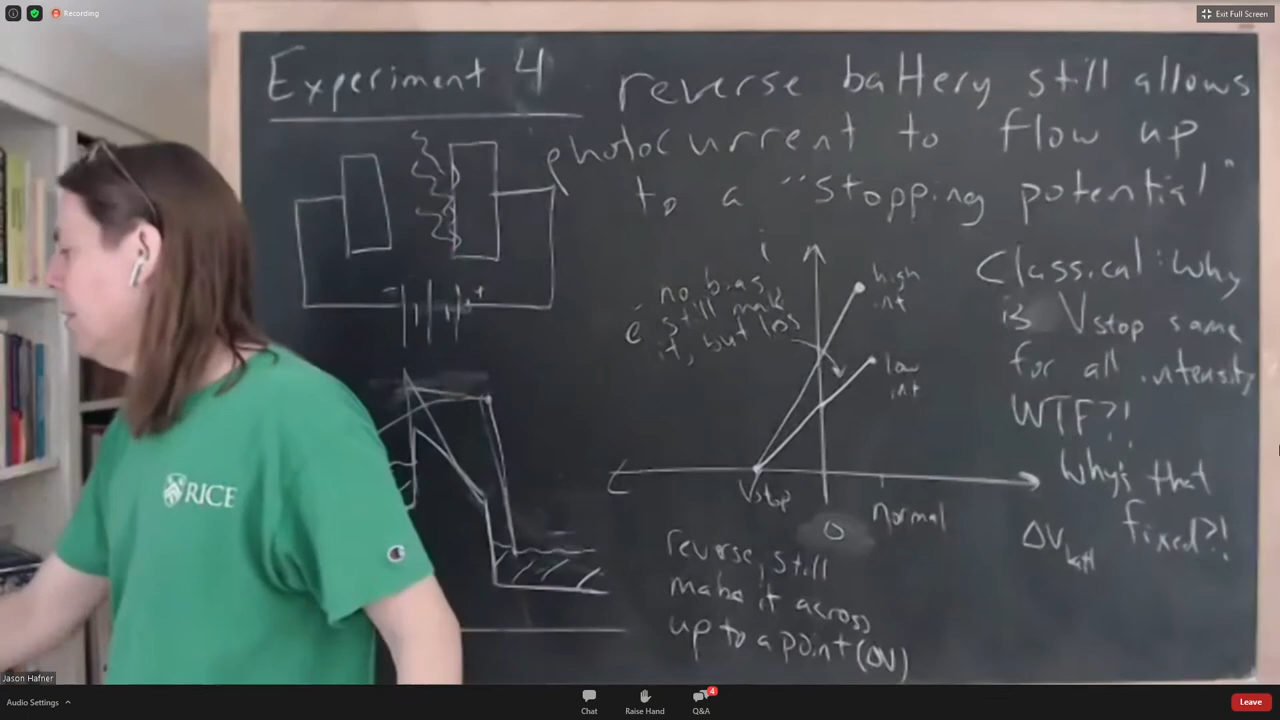 Recording
Exit Full Screen
Experiment 4
reverse battery still allows
photocurrent to flow up
to a "stopping potential"
i
no bias,
e⁻ still make
it, but less
high
int
low
int
Vstop
0
normal
ΔVbatt
reverse, still
make it across
up to a point (ΔV)
Classical: Why
is Vstop same
for all intensity
WTF?!
Why's that
fixed?!
- +
RICE
Jason Hafner
Audio Settings
Chat
Raise Hand
4
Q&A
Leave